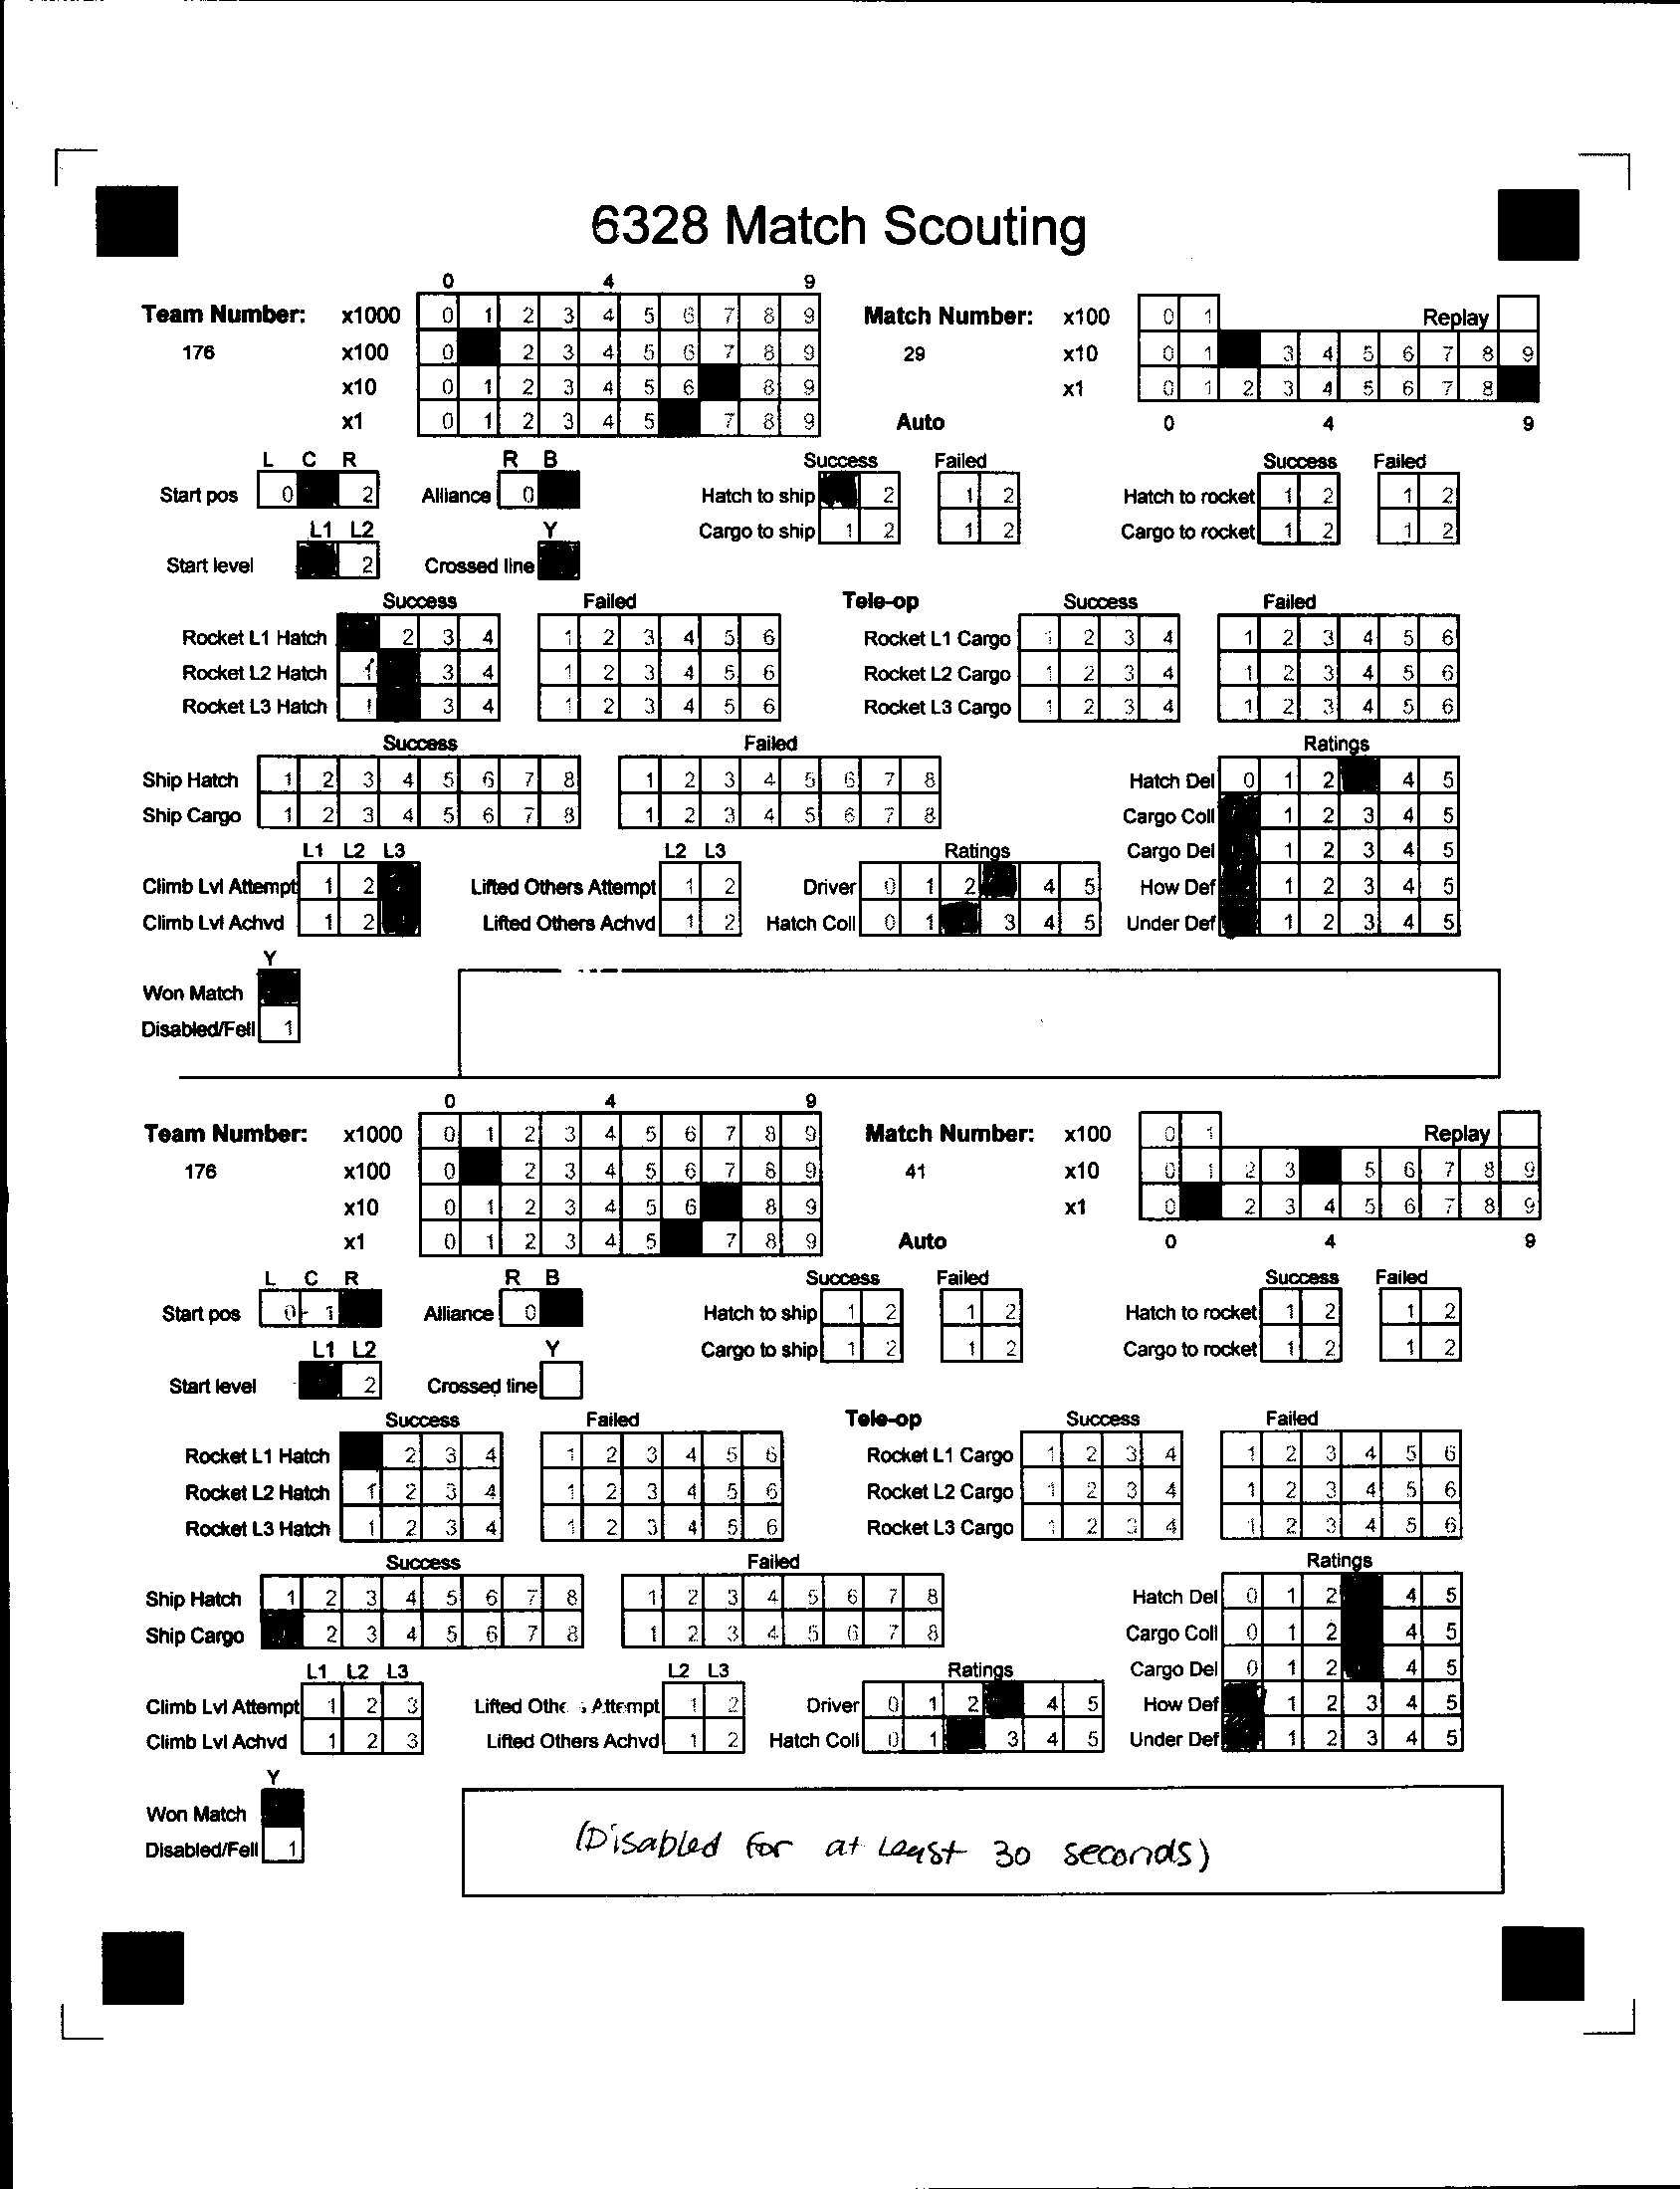 6328 Match Scouting
0 4 9
Team Number: x1000 0 1 2 3 4 5 6 7 8 9 Match Number: x100 0 1 Replay
176 x100 0 2 3 4 5 6 7 8 9 29 x10 0 1 3 4 5 6 7 8 9
x10 0 1 2 3 4 5 6 8 9 x1 0 1 2 3 4 5 6 7 8
x1 0 1 2 3 4 5 7 8 9 Auto 0 4 9
L C R R B Success Failed Success Failed
Start pos 0 2 Alliance 0 Hatch to ship 2 1 2 Hatch to rocket 1 2 1 2
L1 L2 Y Cargo to ship 1 2 1 2 Cargo to rocket 1 2 1 2
Start level 2 Crossed line
Success Failed Tele-op Success Failed
Rocket L1 Hatch 2 3 4 1 2 3 4 5 6 Rocket L1 Cargo 1 2 3 4 1 2 3 4 5 6
Rocket L2 Hatch 1 3 4 1 2 3 4 5 6 Rocket L2 Cargo 1 2 3 4 1 2 3 4 5 6
Rocket L3 Hatch 1 3 4 1 2 3 4 5 6 Rocket L3 Cargo 1 2 3 4 1 2 3 4 5 6
Success Failed Ratings
Ship Hatch 1 2 3 4 5 6 7 8 1 2 3 4 5 6 7 8 Hatch Del 0 1 2 4 5
Ship Cargo 1 2 3 4 5 6 7 8 1 2 3 4 5 6 7 8 Cargo Coll 1 2 3 4 5
L1 L2 L3 L2 L3 Ratings Cargo Del 1 2 3 4 5
Climb Lvl Attempt 1 2 Lifted Others Attempt 1 2 Driver 0 1 2 4 5 How Def 1 2 3 4 5
Climb Lvl Achvd 1 2 Lifted Others Achvd 1 2 Hatch Coll 0 1 3 4 5 Under Def 1 2 3 4 5
Y
Won Match
Disabled/Fell 1
0 4 9
Team Number: x1000 0 1 2 3 4 5 6 7 8 9 Match Number: x100 0 1 Replay
176 x100 0 2 3 4 5 6 7 8 9 41 x10 0 1 2 3 5 6 7 8 9
x10 0 1 2 3 4 5 6 8 9 x1 0 2 3 4 5 6 7 8 9
x1 0 1 2 3 4 5 7 8 9 Auto 0 4 9
L C R R B Success Failed Success Failed
Start pos 0 1 Alliance 0 Hatch to ship 1 2 1 2 Hatch to rocket 1 2 1 2
L1 L2 Y Cargo to ship 1 2 1 2 Cargo to rocket 1 2 1 2
Start level 2 Crossed line
Success Failed Tele-op Success Failed
Rocket L1 Hatch 2 3 4 1 2 3 4 5 6 Rocket L1 Cargo 1 2 3 4 1 2 3 4 5 6
Rocket L2 Hatch 1 2 3 4 1 2 3 4 5 6 Rocket L2 Cargo 1 2 3 4 1 2 3 4 5 6
Rocket L3 Hatch 1 2 3 4 1 2 3 4 5 6 Rocket L3 Cargo 1 2 3 4 1 2 3 4 5 6
Success Failed Ratings
Ship Hatch 1 2 3 4 5 6 7 8 1 2 3 4 5 6 7 8 Hatch Del 0 1 2 4 5
Ship Cargo 2 3 4 5 6 7 8 1 2 3 4 5 6 7 8 Cargo Coll 0 1 2 4 5
L1 L2 L3 L2 L3 Ratings Cargo Del 0 1 2 4 5
Climb Lvl Attempt 1 2 3 Lifted Others Attempt 1 2 Driver 0 1 2 4 5 How Def 1 2 3 4 5
Climb Lvl Achvd 1 2 3 Lifted Others Achvd 1 2 Hatch Coll 0 1 3 4 5 Under Def 1 2 3 4 5
Y
Won Match
Disabled/Fell 1
(Disabled for at least 30 seconds)